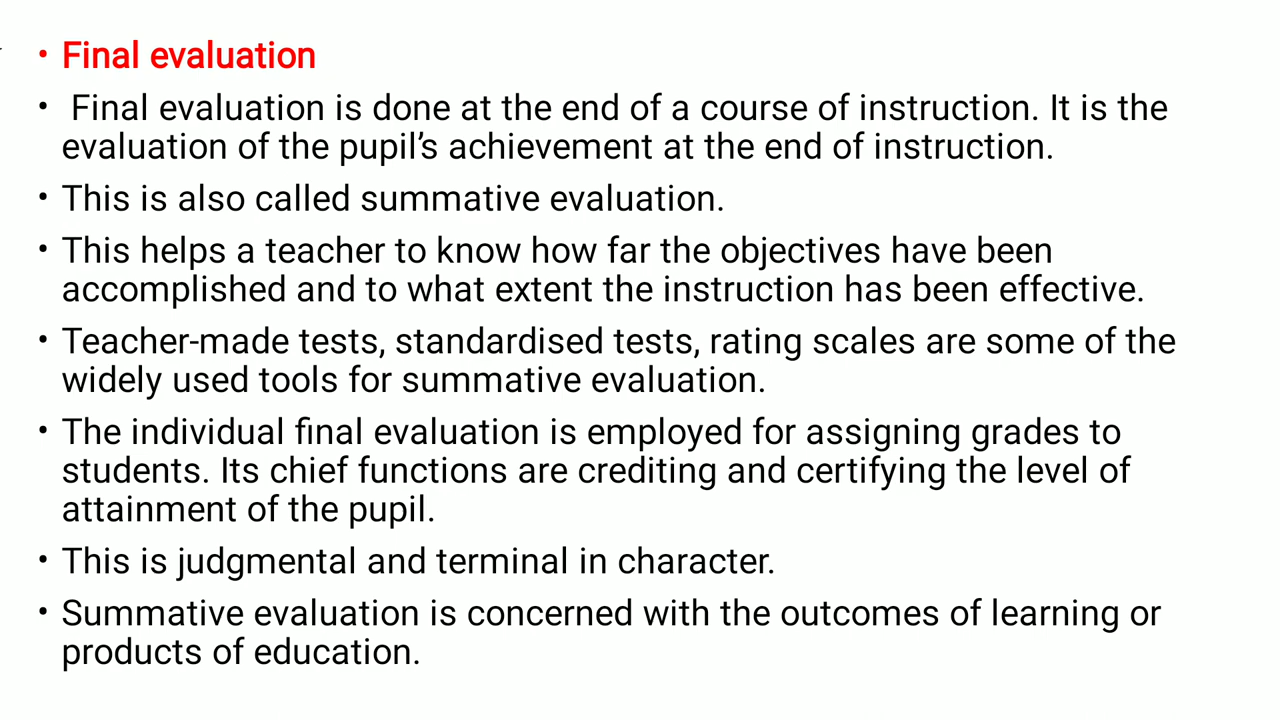 • Final evaluation
• Final evaluation is done at the end of a course of instruction. It is the
evaluation of the pupil’s achievement at the end of instruction.
• This is also called summative evaluation.
• This helps a teacher to know how far the objectives have been
accomplished and to what extent the instruction has been effective.
• Teacher-made tests, standardised tests, rating scales are some of the
widely used tools for summative evaluation.
• The individual final evaluation is employed for assigning grades to
students. Its chief functions are crediting and certifying the level of
attainment of the pupil.
• This is judgmental and terminal in character.
• Summative evaluation is concerned with the outcomes of learning or
products of education.